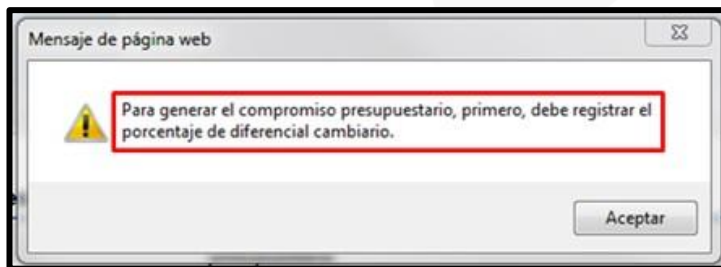 Mensaje de página web
Para generar el compromiso presupuestario, primero, debe registrar el
porcentaje de diferencial cambiario.
Aceptar